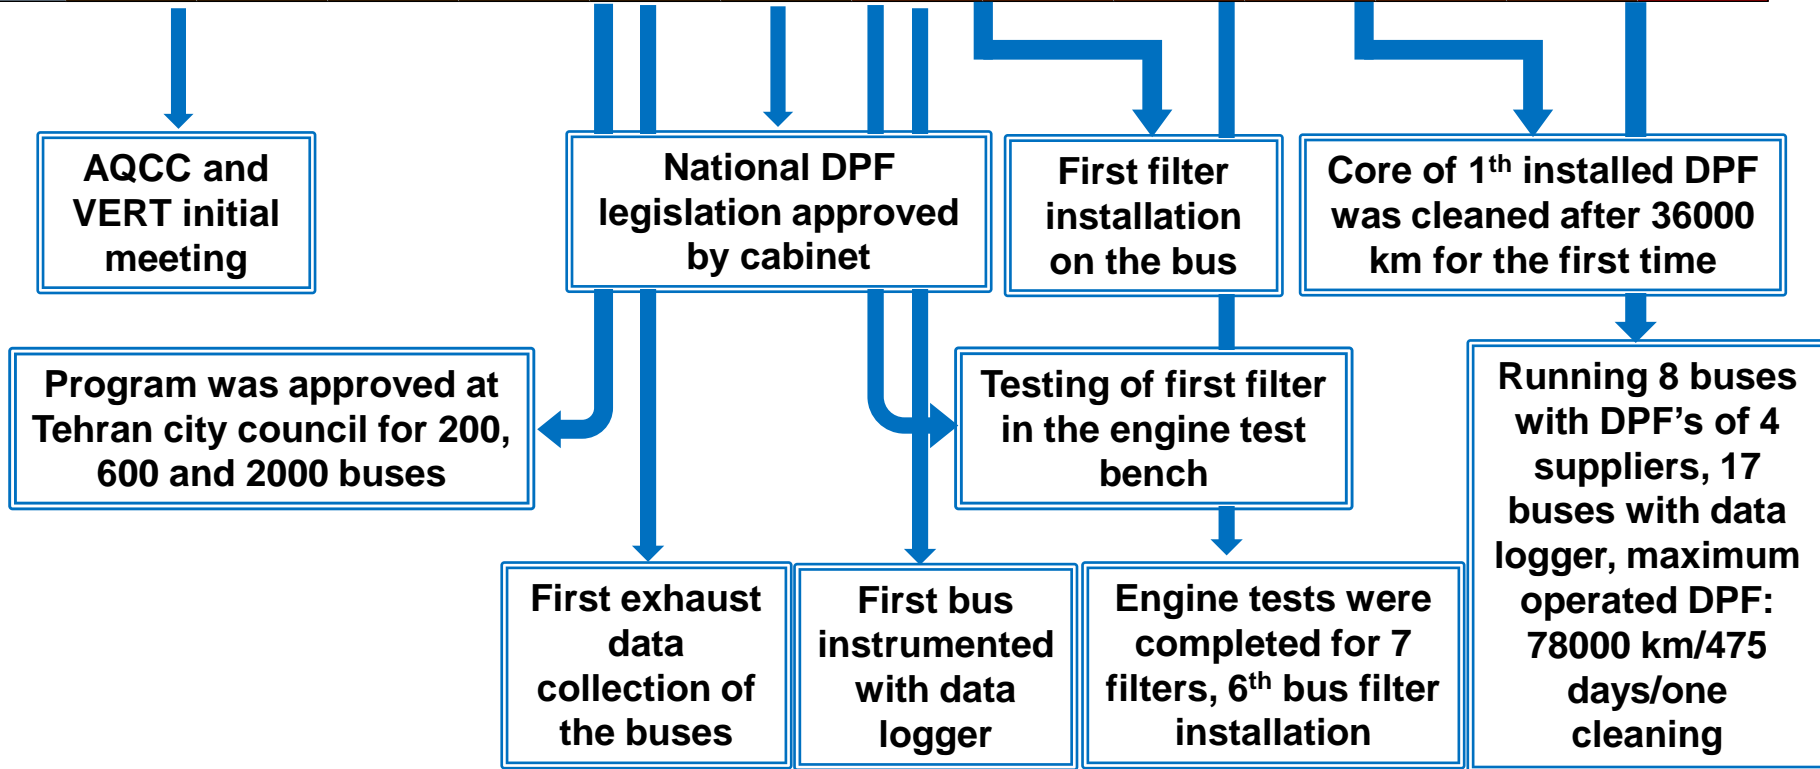 AQCC and
VERT initial
meeting
National DPF
legislation approved
by cabinet
First filter
installation
on the bus
Core of 1th installed DPF
was cleaned after 36000
km for the first time
Program was approved at
Tehran city council for 200,
600 and 2000 buses
Testing of first filter
in the engine test
bench
Running 8 buses
with DPF's of 4
suppliers, 17
buses with data
logger, maximum
operated DPF:
78000 km/475
days/one
cleaning
First exhaust
data
collection of
the buses
First bus
instrumented
with data
logger
Engine tests were
completed for 7
filters, 6th bus filter
installation